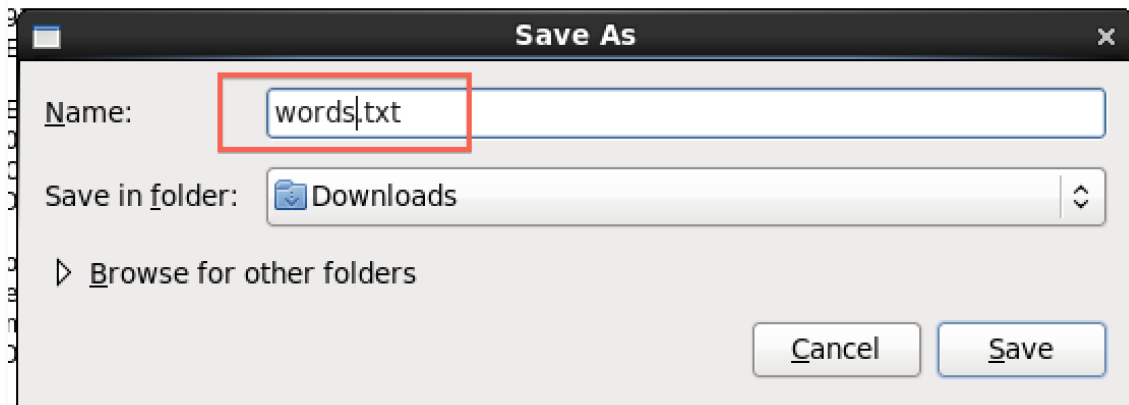 Save As
Name: words.txt
Save in folder: Downloads
Browse for other folders
Cancel Save